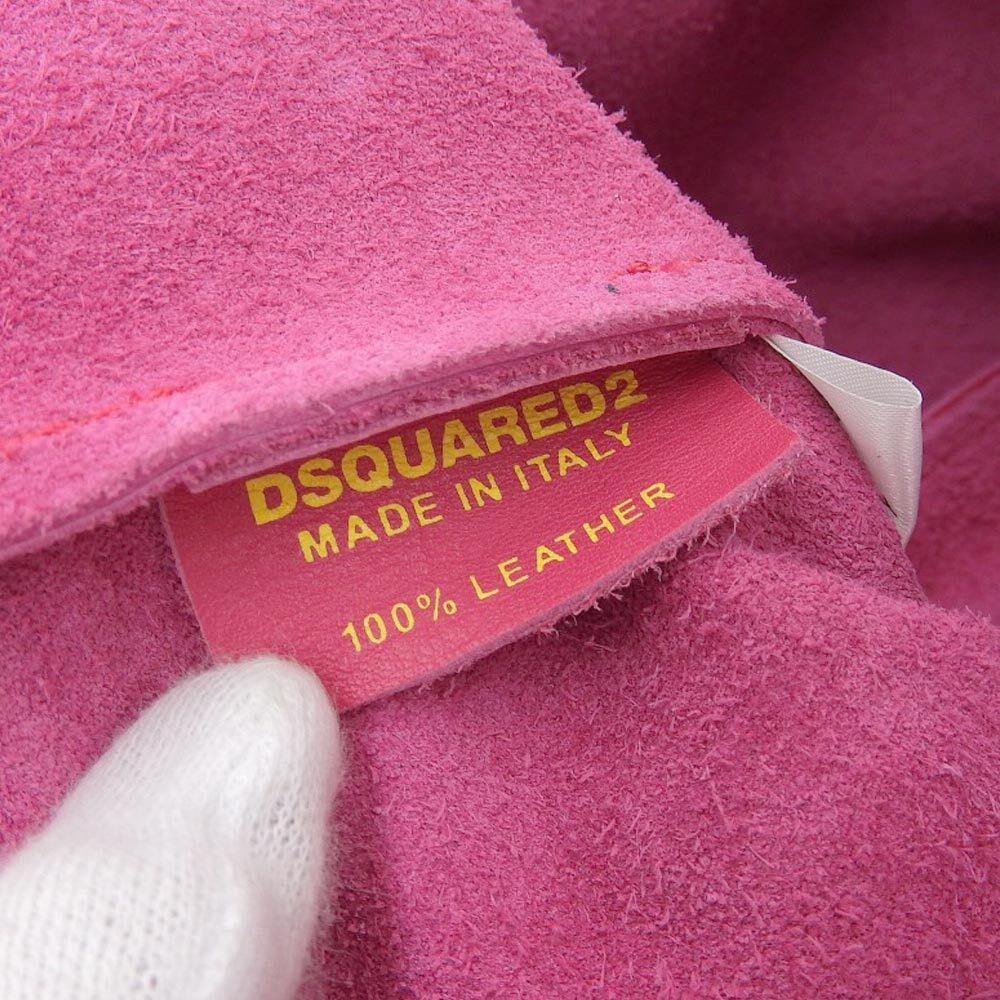 DSQUARED2
MADE IN ITALY
100% LEATHER